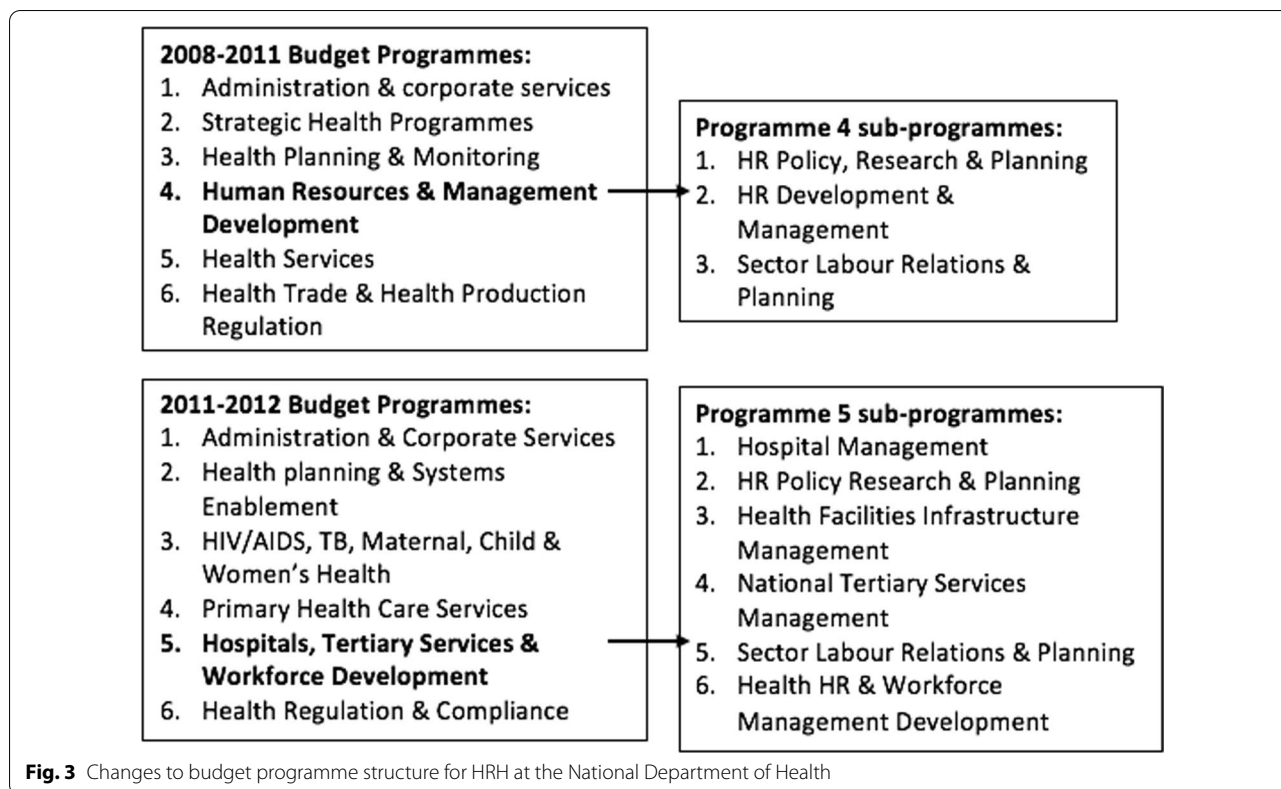 2008-2011 Budget Programmes:
1. Administration & corporate services
2. Strategic Health Programmes
3. Health Planning & Monitoring
4. Human Resources & Management
Development
5. Health Services
6. Health Trade & Health Production
Regulation
Programme 4 sub-programmes:
1. HR Policy, Research & Planning
2. HR Development &
Management
3. Sector Labour Relations &
Planning
2011-2012 Budget Programmes:
1. Administration & Corporate Services
2. Health planning & Systems
Enablement
3. HIV/AIDS, TB, Maternal, Child &
Women's Health
4. Primary Health Care Services
5. Hospitals, Tertiary Services &
Workforce Development
6. Health Regulation & Compliance
Programme 5 sub-programmes:
1. Hospital Management
2. HR Policy Research & Planning
3. Health Facilities Infrastructure
Management
4. National Tertiary Services
Management
5. Sector Labour Relations & Planning
6. Health HR & Workforce
Management Development
Fig. 3 Changes to budget programme structure for HRH at the National Department of Health